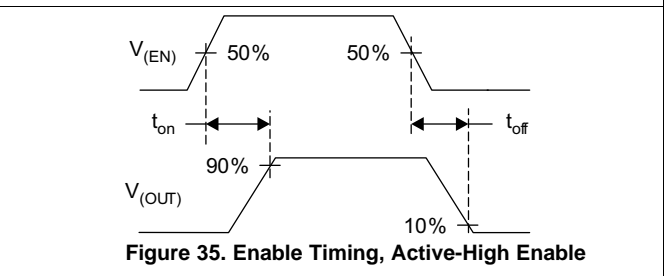 V(EN) 50% 50%
ton toff
90%
V(OUT)
10%
Figure 35. Enable Timing, Active-High Enable